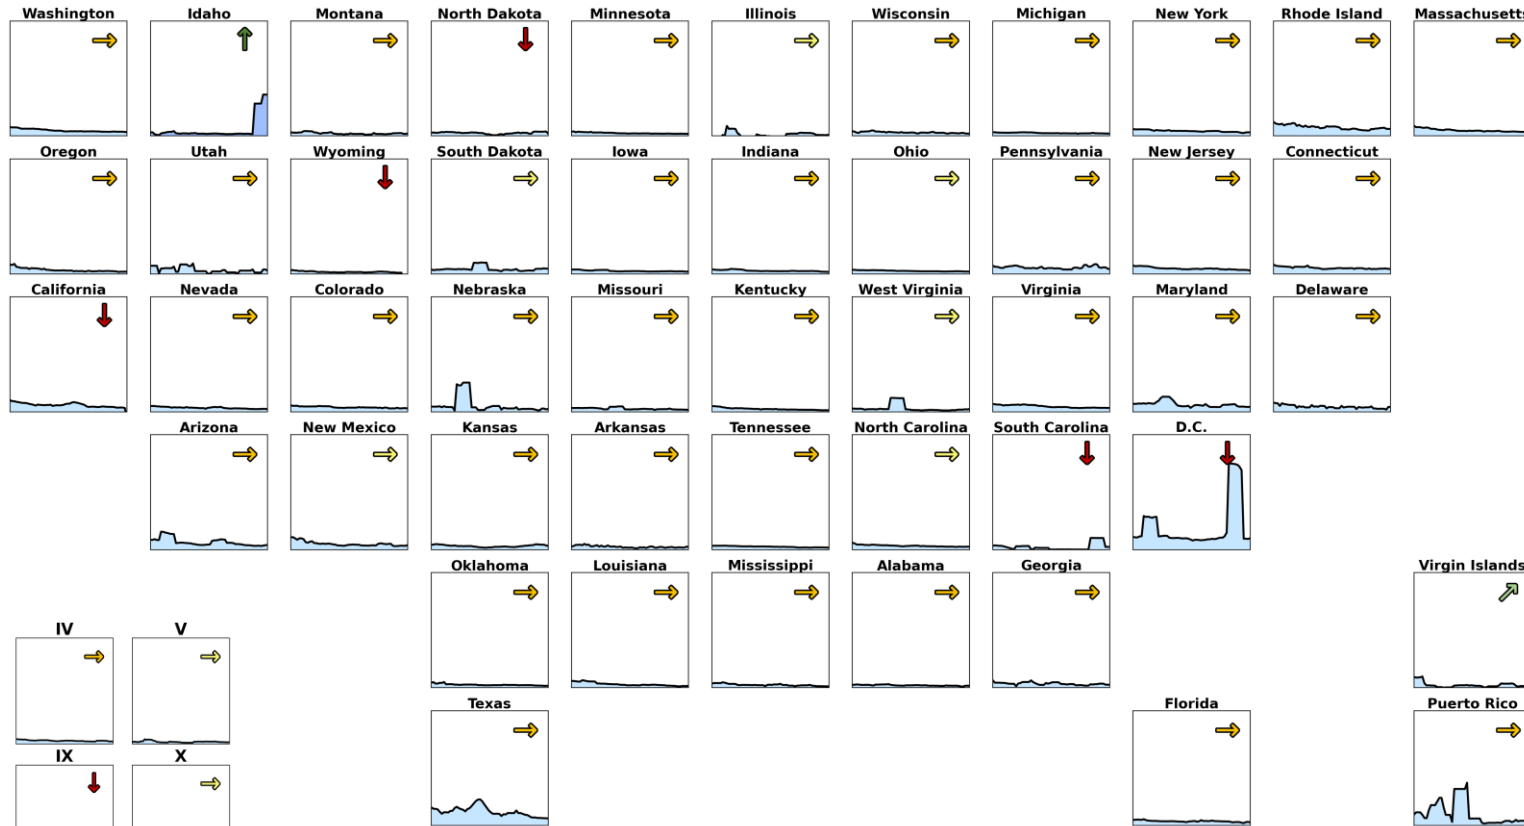 Washington Idaho Montana North Dakota Minnesota Illinois Wisconsin Michigan New York Rhode Island Massachusetts
Oregon Utah Wyoming South Dakota Iowa Indiana Ohio Pennsylvania New Jersey Connecticut
California Nevada Colorado Nebraska Missouri Kentucky West Virginia Virginia Maryland Delaware
Arizona New Mexico Kansas Arkansas Tennessee North Carolina South Carolina D.C.
Oklahoma Louisiana Mississippi Alabama Georgia Virgin Islands
IV V
Texas Florida Puerto Rico
IX X